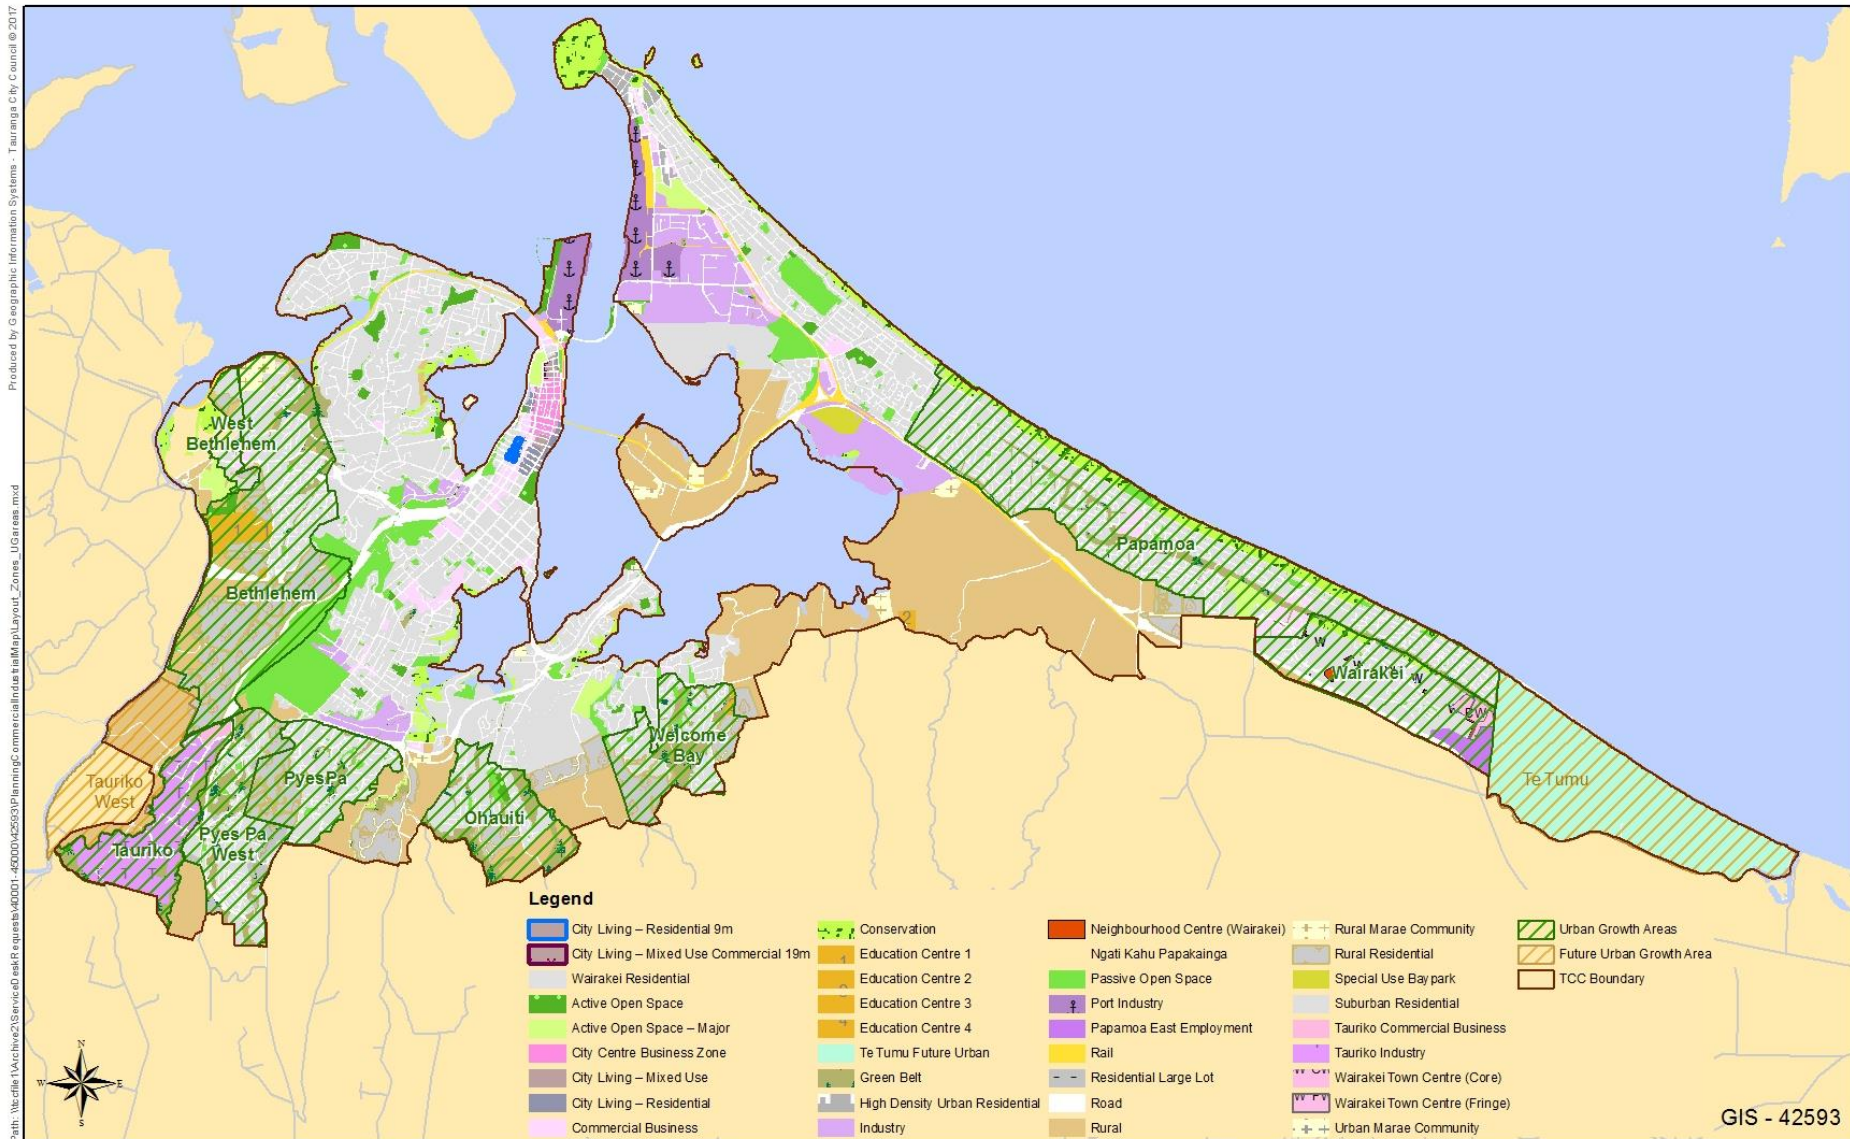 Produced by Geographic Information Systems - Tauranga City Council © 2017
West
Bethlehem
Bethlehem
Papamoa
Wairakei
Te Tumu
Welcome
Bay
Tauriko
West
PyesPa
Pyes Pa
West
Tauriko
Ohauiti
Legend
City Living – Residential 9m
City Living – Mixed Use Commercial 19m
Wairakei Residential
Active Open Space
Active Open Space – Major
City Centre Business Zone
City Living – Mixed Use
City Living – Residential
Commercial Business
Conservation
Education Centre 1
Education Centre 2
Education Centre 3
Education Centre 4
Te Tumu Future Urban
Green Belt
High Density Urban Residential
Industry
Neighbourhood Centre (Wairakei)
Ngati Kahu Papakainga
Passive Open Space
Port Industry
Papamoa East Employment
Rail
Residential Large Lot
Road
Rural
Rural Marae Community
Rural Residential
Special Use Baypark
Suburban Residential
Tauriko Commercial Business
Tauriko Industry
Wairakei Town Centre (Core)
Wairakei Town Centre (Fringe)
Urban Marae Community
Urban Growth Areas
Future Urban Growth Area
TCC Boundary
N
W
E
S
GIS - 42593